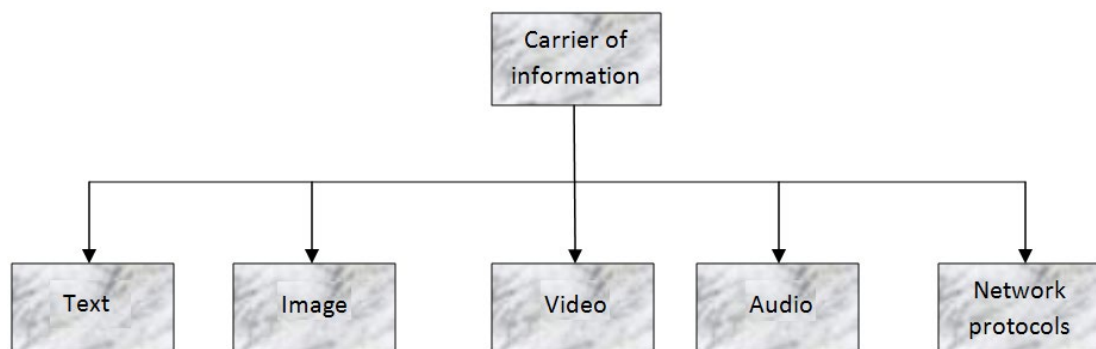 Carrier of
information
Text
Image
Video
Audio
Network
protocols